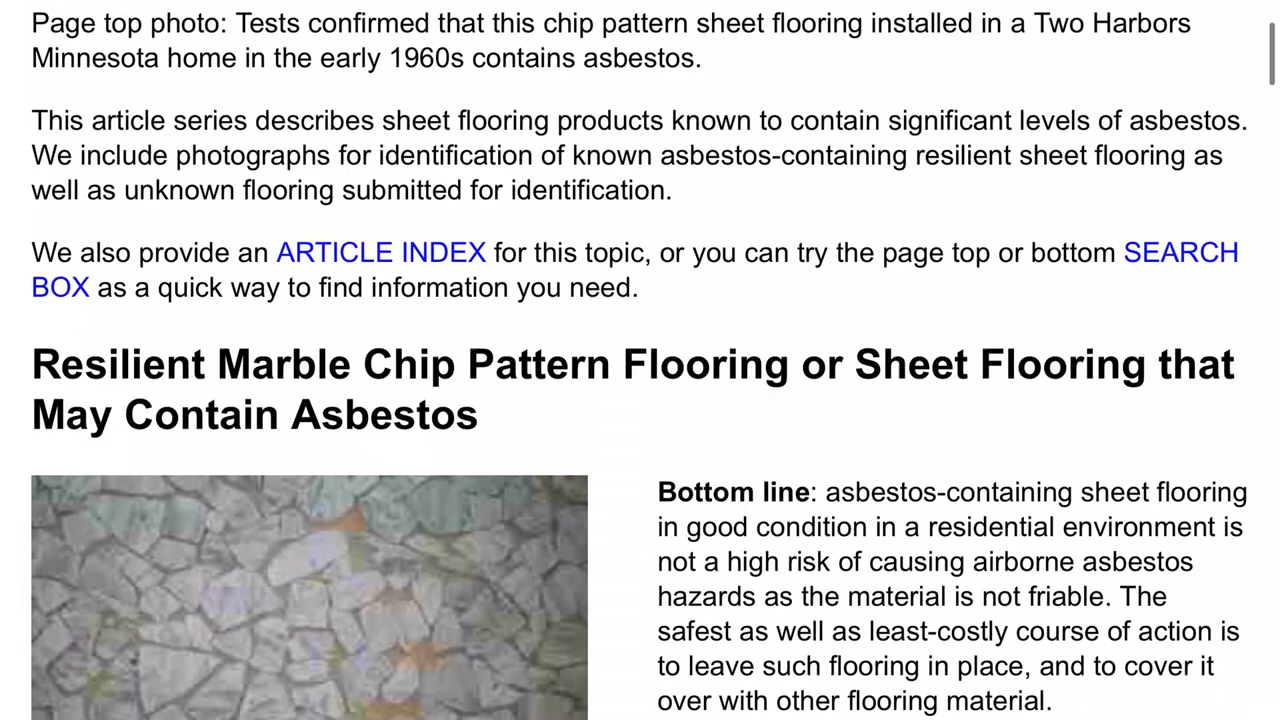 Page top photo: Tests confirmed that this chip pattern sheet flooring installed in a Two Harbors
Minnesota home in the early 1960s contains asbestos.
This article series describes sheet flooring products known to contain significant levels of asbestos.
We include photographs for identification of known asbestos-containing resilient sheet flooring as
well as unknown flooring submitted for identification.
We also provide an ARTICLE INDEX for this topic, or you can try the page top or bottom SEARCH
BOX as a quick way to find information you need.
Resilient Marble Chip Pattern Flooring or Sheet Flooring that
May Contain Asbestos
Bottom line: asbestos-containing sheet flooring
in good condition in a residential environment is
not a high risk of causing airborne asbestos
hazards as the material is not friable. The
safest as well as least-costly course of action is
to leave such flooring in place, and to cover it
over with other flooring material.